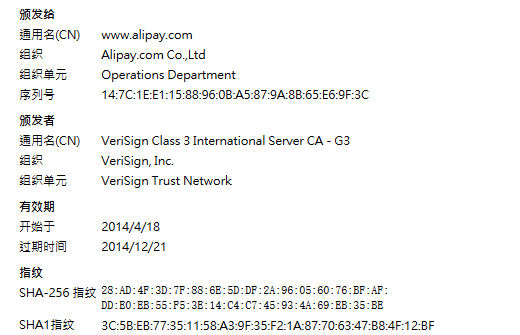 颁发给
通用名(CN) www.alipay.com
组织 Alipay.com Co.,Ltd
组织单元 Operations Department
序列号 14:7C:1E:E1:15:88:96:0B:A5:87:9A:8B:65:E6:9F:3C
颁发者
通用名(CN) VeriSign Class 3 International Server CA - G3
组织 VeriSign, Inc.
组织单元 VeriSign Trust Network
有效期
开始于 2014/4/18
过期时间 2014/12/21
指纹
SHA-256 指纹 28:AD:4F:3D:7F:88:6E:5D:DF:2A:96:05:60:76:BF:AF:
DD:E0:EB:55:F5:3E:14:C4:C7:45:93:4A:69:EB:35:BE
SHA1指纹 3C:5B:EB:77:35:11:58:A3:9F:35:F2:1A:87:70:63:47:B8:4F:12:BF